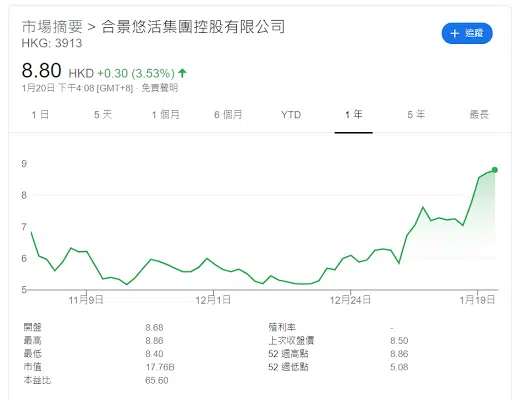 市場摘要 > 合景悠活集團控股有限公司
HKG: 3913
+ 追蹤
8.80 HKD +0.30 (3.53%)
1月20日 下午4:08 [GMT+8] · 免責聲明
1 日 5 天 1 個月 6 個月 YTD 1 年 5 年 最長
9
8
7
6
5
11月9日 12月1日 12月24日 1月19日
開盤 8.68 殖利率 -
最高 8.86 上次收盤價 8.50
最低 8.40 52 週高點 8.86
市值 17.76B 52 週低點 5.08
本益比 65.60